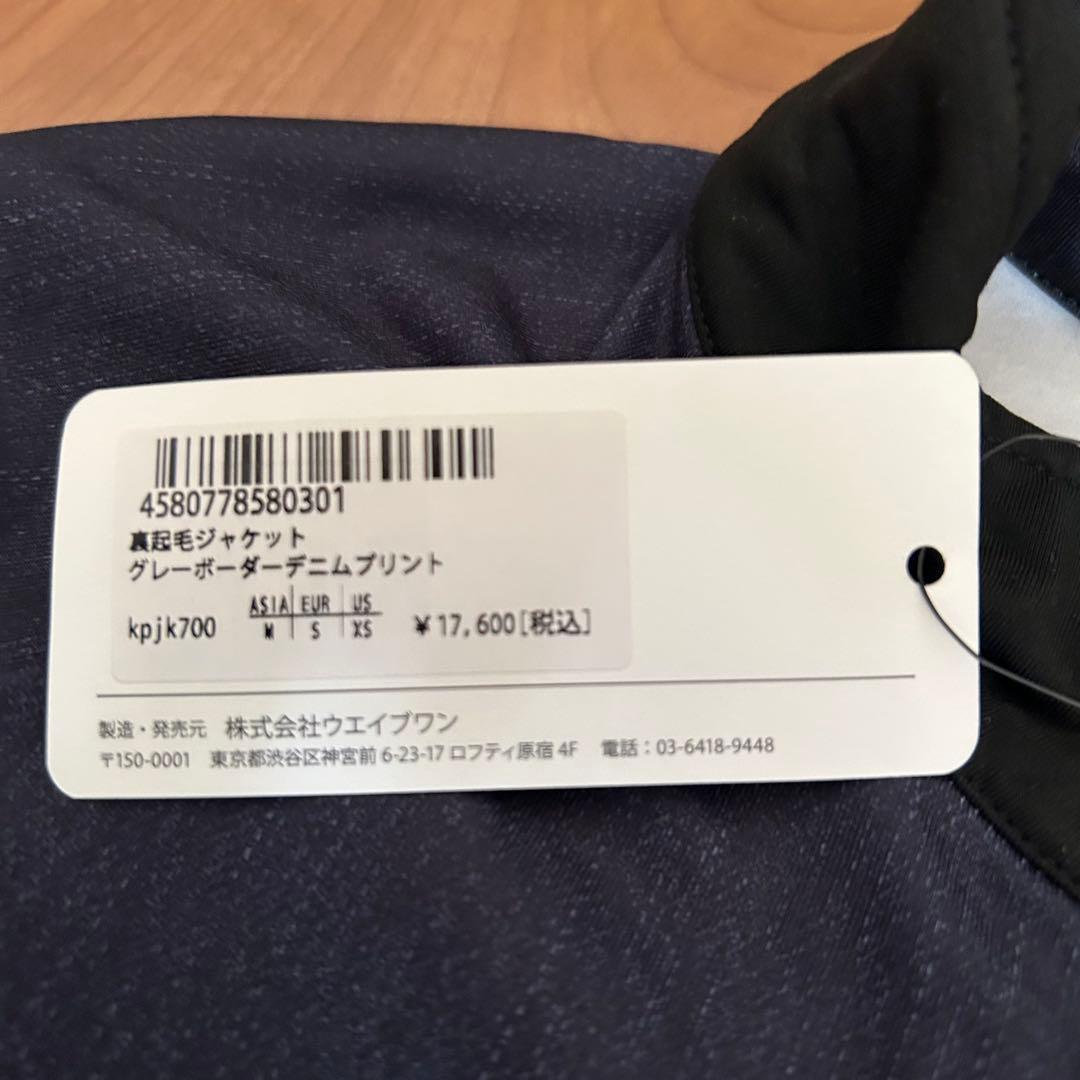 4580778580301
裏起毛ジャケット
グレーボーダーデニムプリント
ASIA EUR US
kpjk700 M S XS ¥17,600[税込]
製造・発売元 株式会社ウエイブワン
〒150-0001 東京都渋谷区神宮前 6-23-17 ロフティ原宿 4F 電話：03-6418-9448